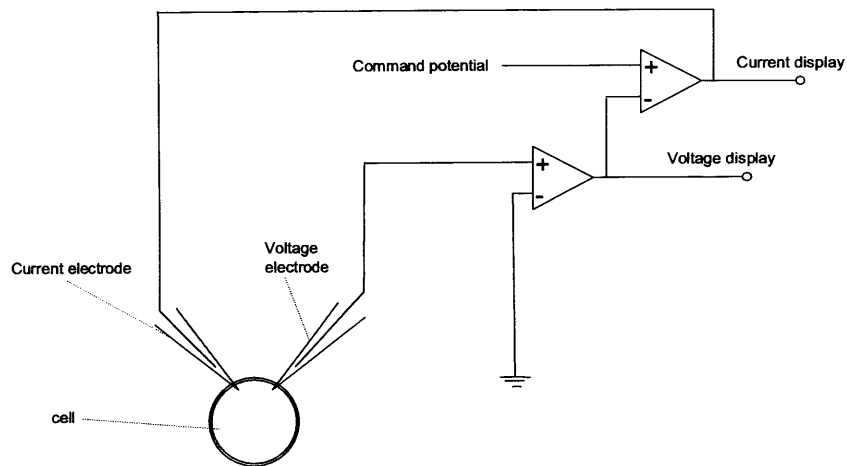 Current display
Command potential
+
-
Voltage display
+
-
Voltage
electrode
Current electrode
cell